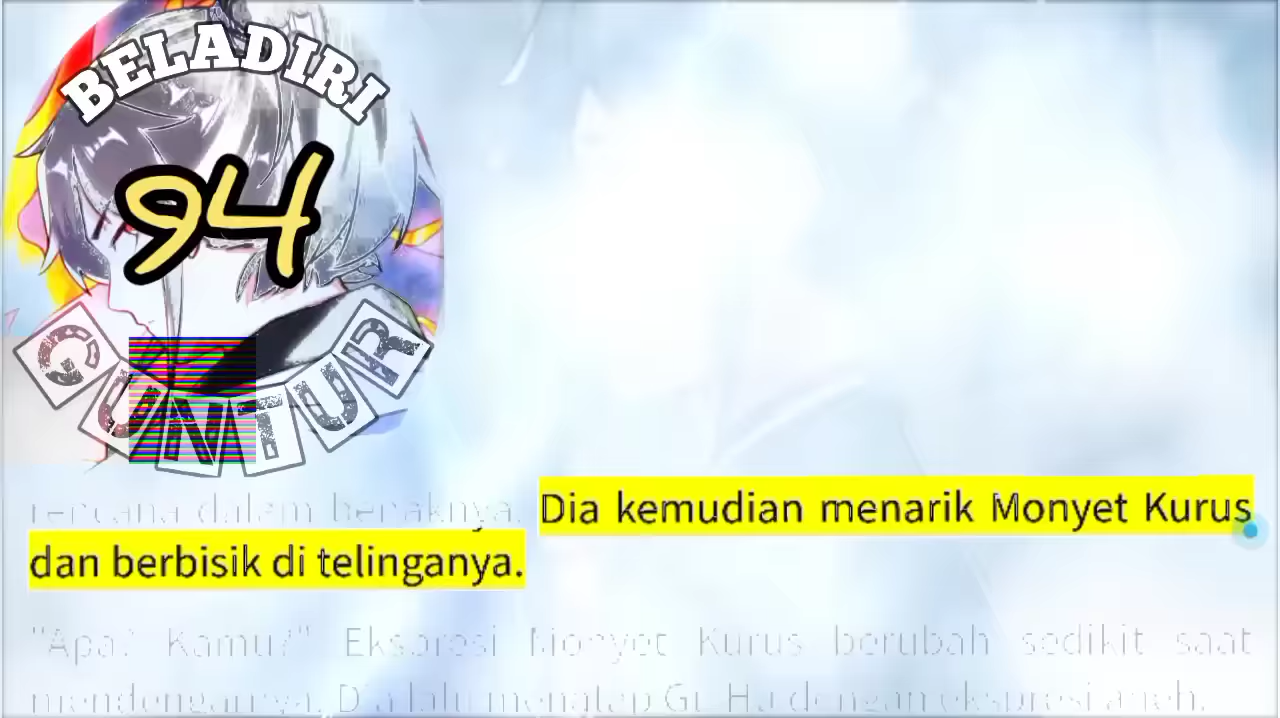 BELADIRI
94
GUNTUR
rencana dalam benaknya. Dia kemudian menarik Monyet Kurus
dan berbisik di telinganya.
"Apa? Kamu?" Ekspresi Monyet Kurus berubah sedikit saat
mendengarnya. Dia lalu menatap Gu Ha dengan ekspresi aneh.